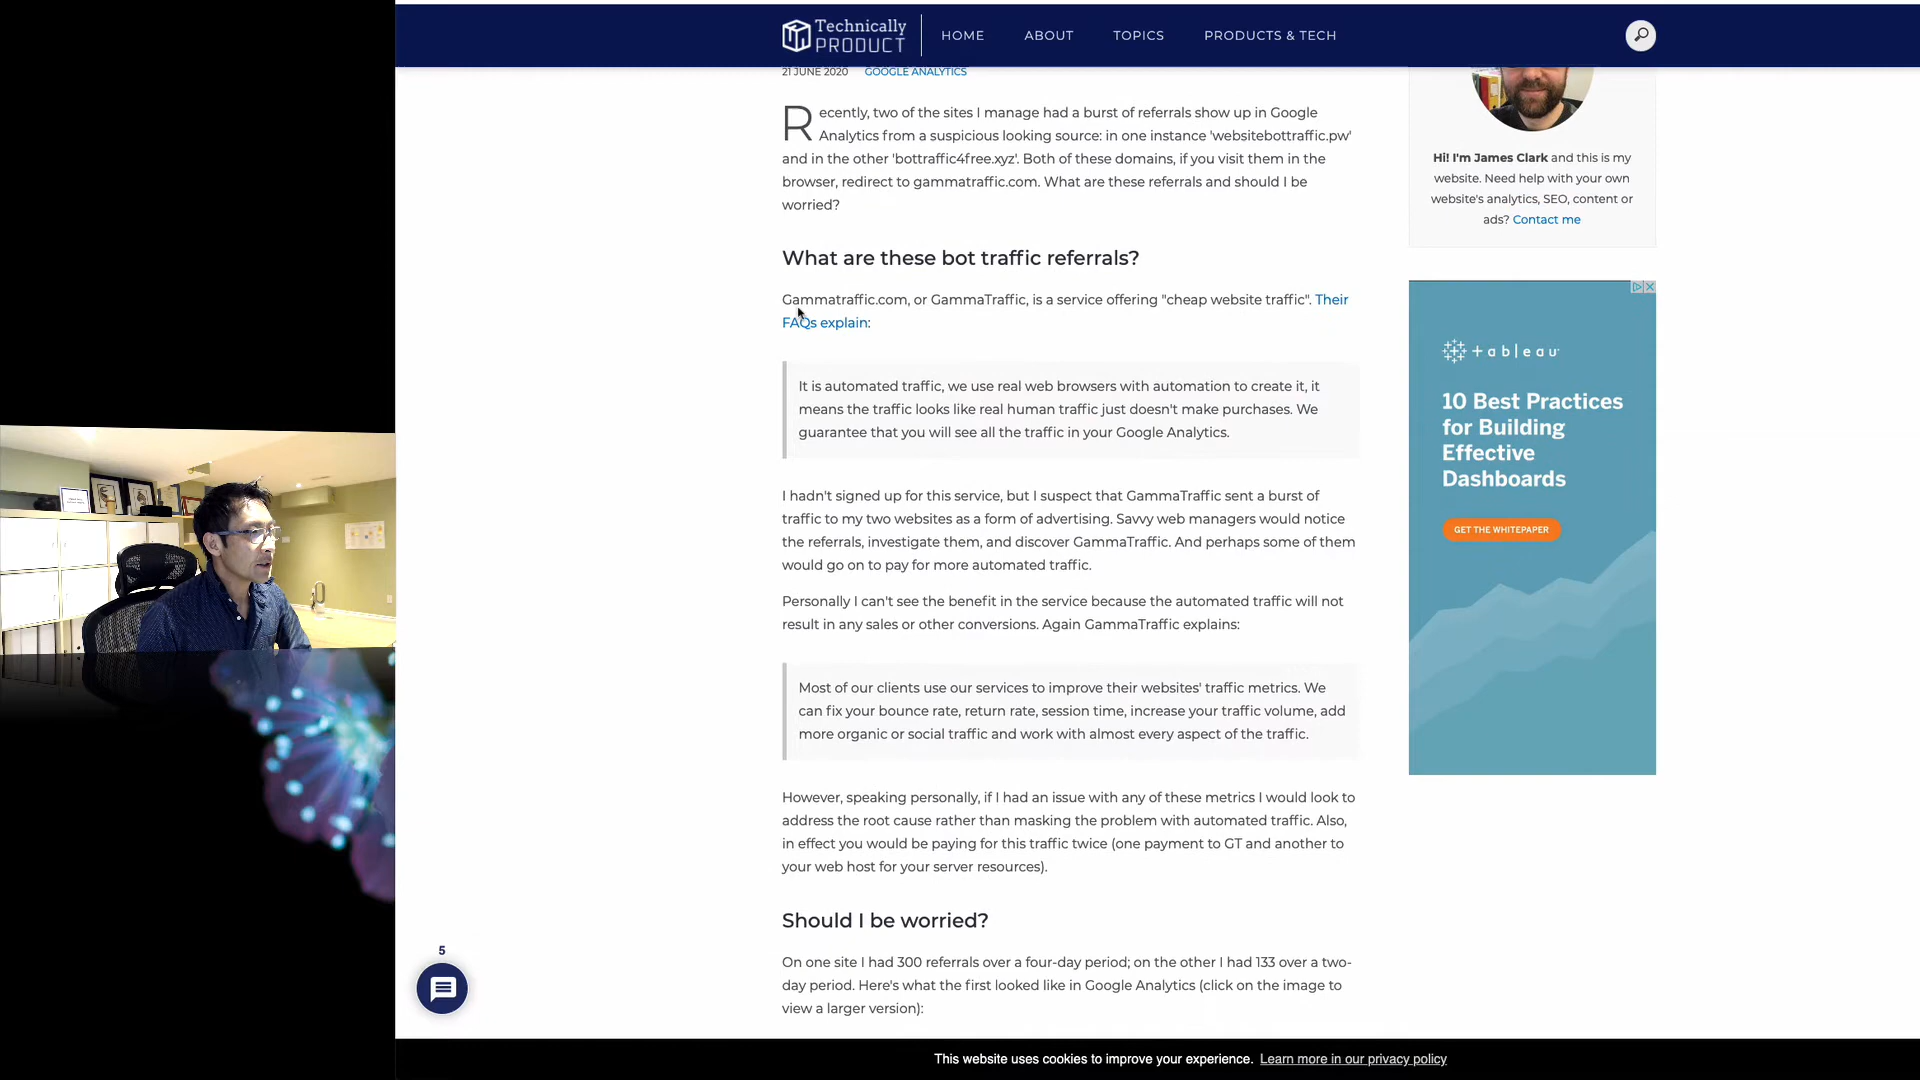 Technically
PRODUCT
HOME
ABOUT
TOPICS
PRODUCTS & TECH
21 JUNE 2020
GOOGLE ANALYTICS
Recently, two of the sites I manage had a burst of referrals show up in Google
Analytics from a suspicious looking source: in one instance 'websitebottraffic.pw'
and in the other 'bottraffic4free.xyz'. Both of these domains, if you visit them in the
browser, redirect to gammatraffic.com. What are these referrals and should I be
worried?
What are these bot traffic referrals?
Gammatraffic.com, or GammaTraffic, is a service offering "cheap website traffic". Their
FAQs explain:
It is automated traffic, we use real web browsers with automation to create it, it
means the traffic looks like real human traffic just doesn't make purchases. We
guarantee that you will see all the traffic in your Google Analytics.
I hadn't signed up for this service, but I suspect that GammaTraffic sent a burst of
traffic to my two websites as a form of advertising. Savvy web managers would notice
the referrals, investigate them, and discover GammaTraffic. And perhaps some of them
would go on to pay for more automated traffic.
Personally I can't see the benefit in the service because the automated traffic will not
result in any sales or other conversions. Again GammaTraffic explains:
Most of our clients use our services to improve their websites' traffic metrics. We
can fix your bounce rate, return rate, session time, increase your traffic volume, add
more organic or social traffic and work with almost every aspect of the traffic.
However, speaking personally, if I had an issue with any of these metrics I would look to
address the root cause rather than masking the problem with automated traffic. Also,
in effect you would be paying for this traffic twice (one payment to GT and another to
your web host for your server resources).
Should I be worried?
On one site I had 300 referrals over a four-day period; on the other I had 133 over a two-
day period. Here's what the first looked like in Google Analytics (click on the image to
view a larger version):
Hi! I'm James Clark and this is my
website. Need help with your own
website's analytics, SEO, content or
ads? Contact me
+ableau
10 Best Practices
for Building
Effective
Dashboards
GET THE WHITEPAPER
5
This website uses cookies to improve your experience. Learn more in our privacy policy